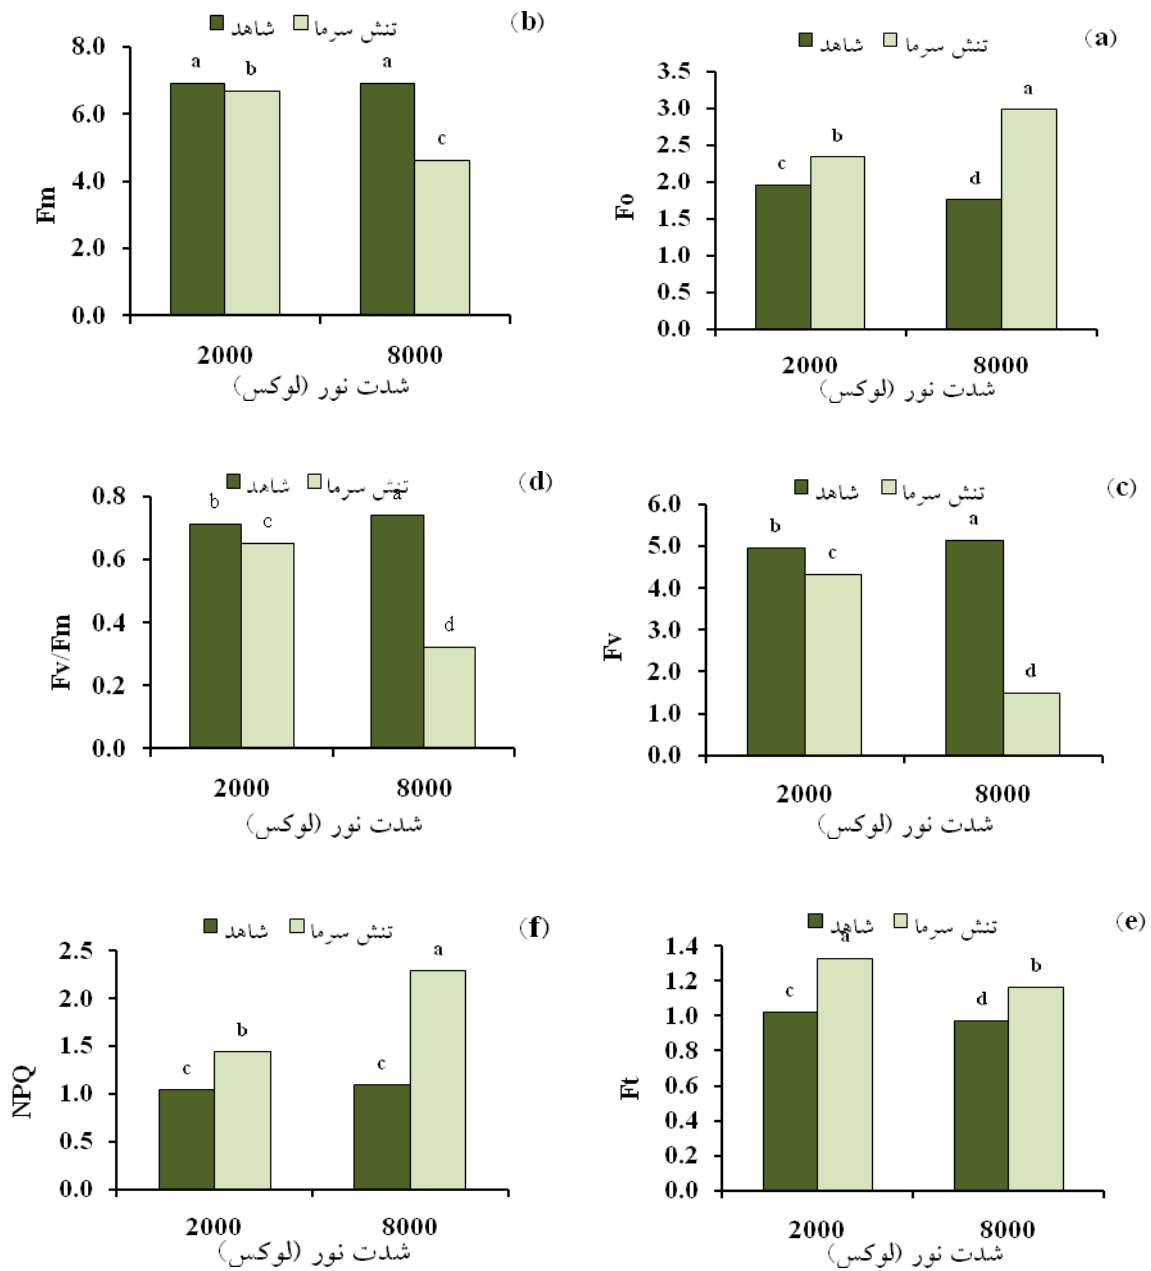 (a)
شاهد تنش سرما
a
b
c
d
3.5
3.0
2.5
2.0
1.5
1.0
0.5
0.0
Fo
2000 8000
شدت نور (لوکس)
(b)
شاهد تنش سرما
a b a
c
8.0
6.0
4.0
2.0
0.0
Fm
2000 8000
شدت نور (لوکس)
(c)
شاهد تنش سرما
b c a d
6.0
5.0
4.0
3.0
2.0
1.0
0.0
Fv
2000 8000
شدت نور (لوکس)
(d)
شاهد تنش سرما
b c a d
0.8
0.6
0.4
0.2
0.0
Fv/Fm
2000 8000
شدت نور (لوکس)
(e)
شاهد تنش سرما
c a d b
1.4
1.2
1.0
0.8
0.6
0.4
0.2
0.0
Ft
2000 8000
شدت نور (لوکس)
(f)
شاهد تنش سرما
c b c a
2.5
2.0
1.5
1.0
0.5
0.0
NPQ
2000 8000
شدت نور (لوکس)